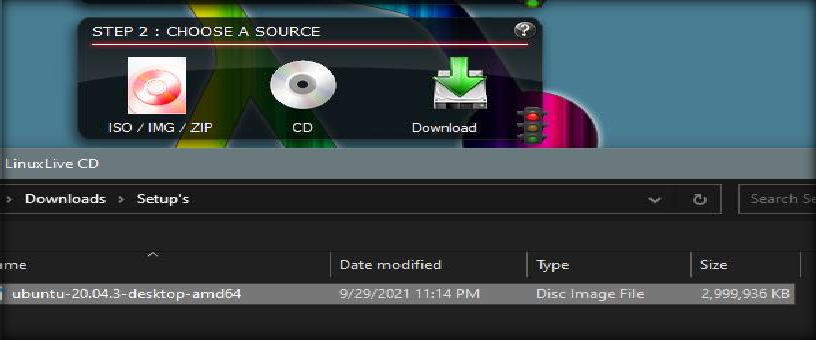 STEP 2 : CHOOSE A SOURCE ?
ISO / IMG / ZIP CD Download
LinuxLive CD
Downloads > Setup's
Search Se
ame Date modified Type Size
ubuntu-20.04.3-desktop-amd64 9/29/2021 11:14 PM Disc Image File 2,999,936 KB